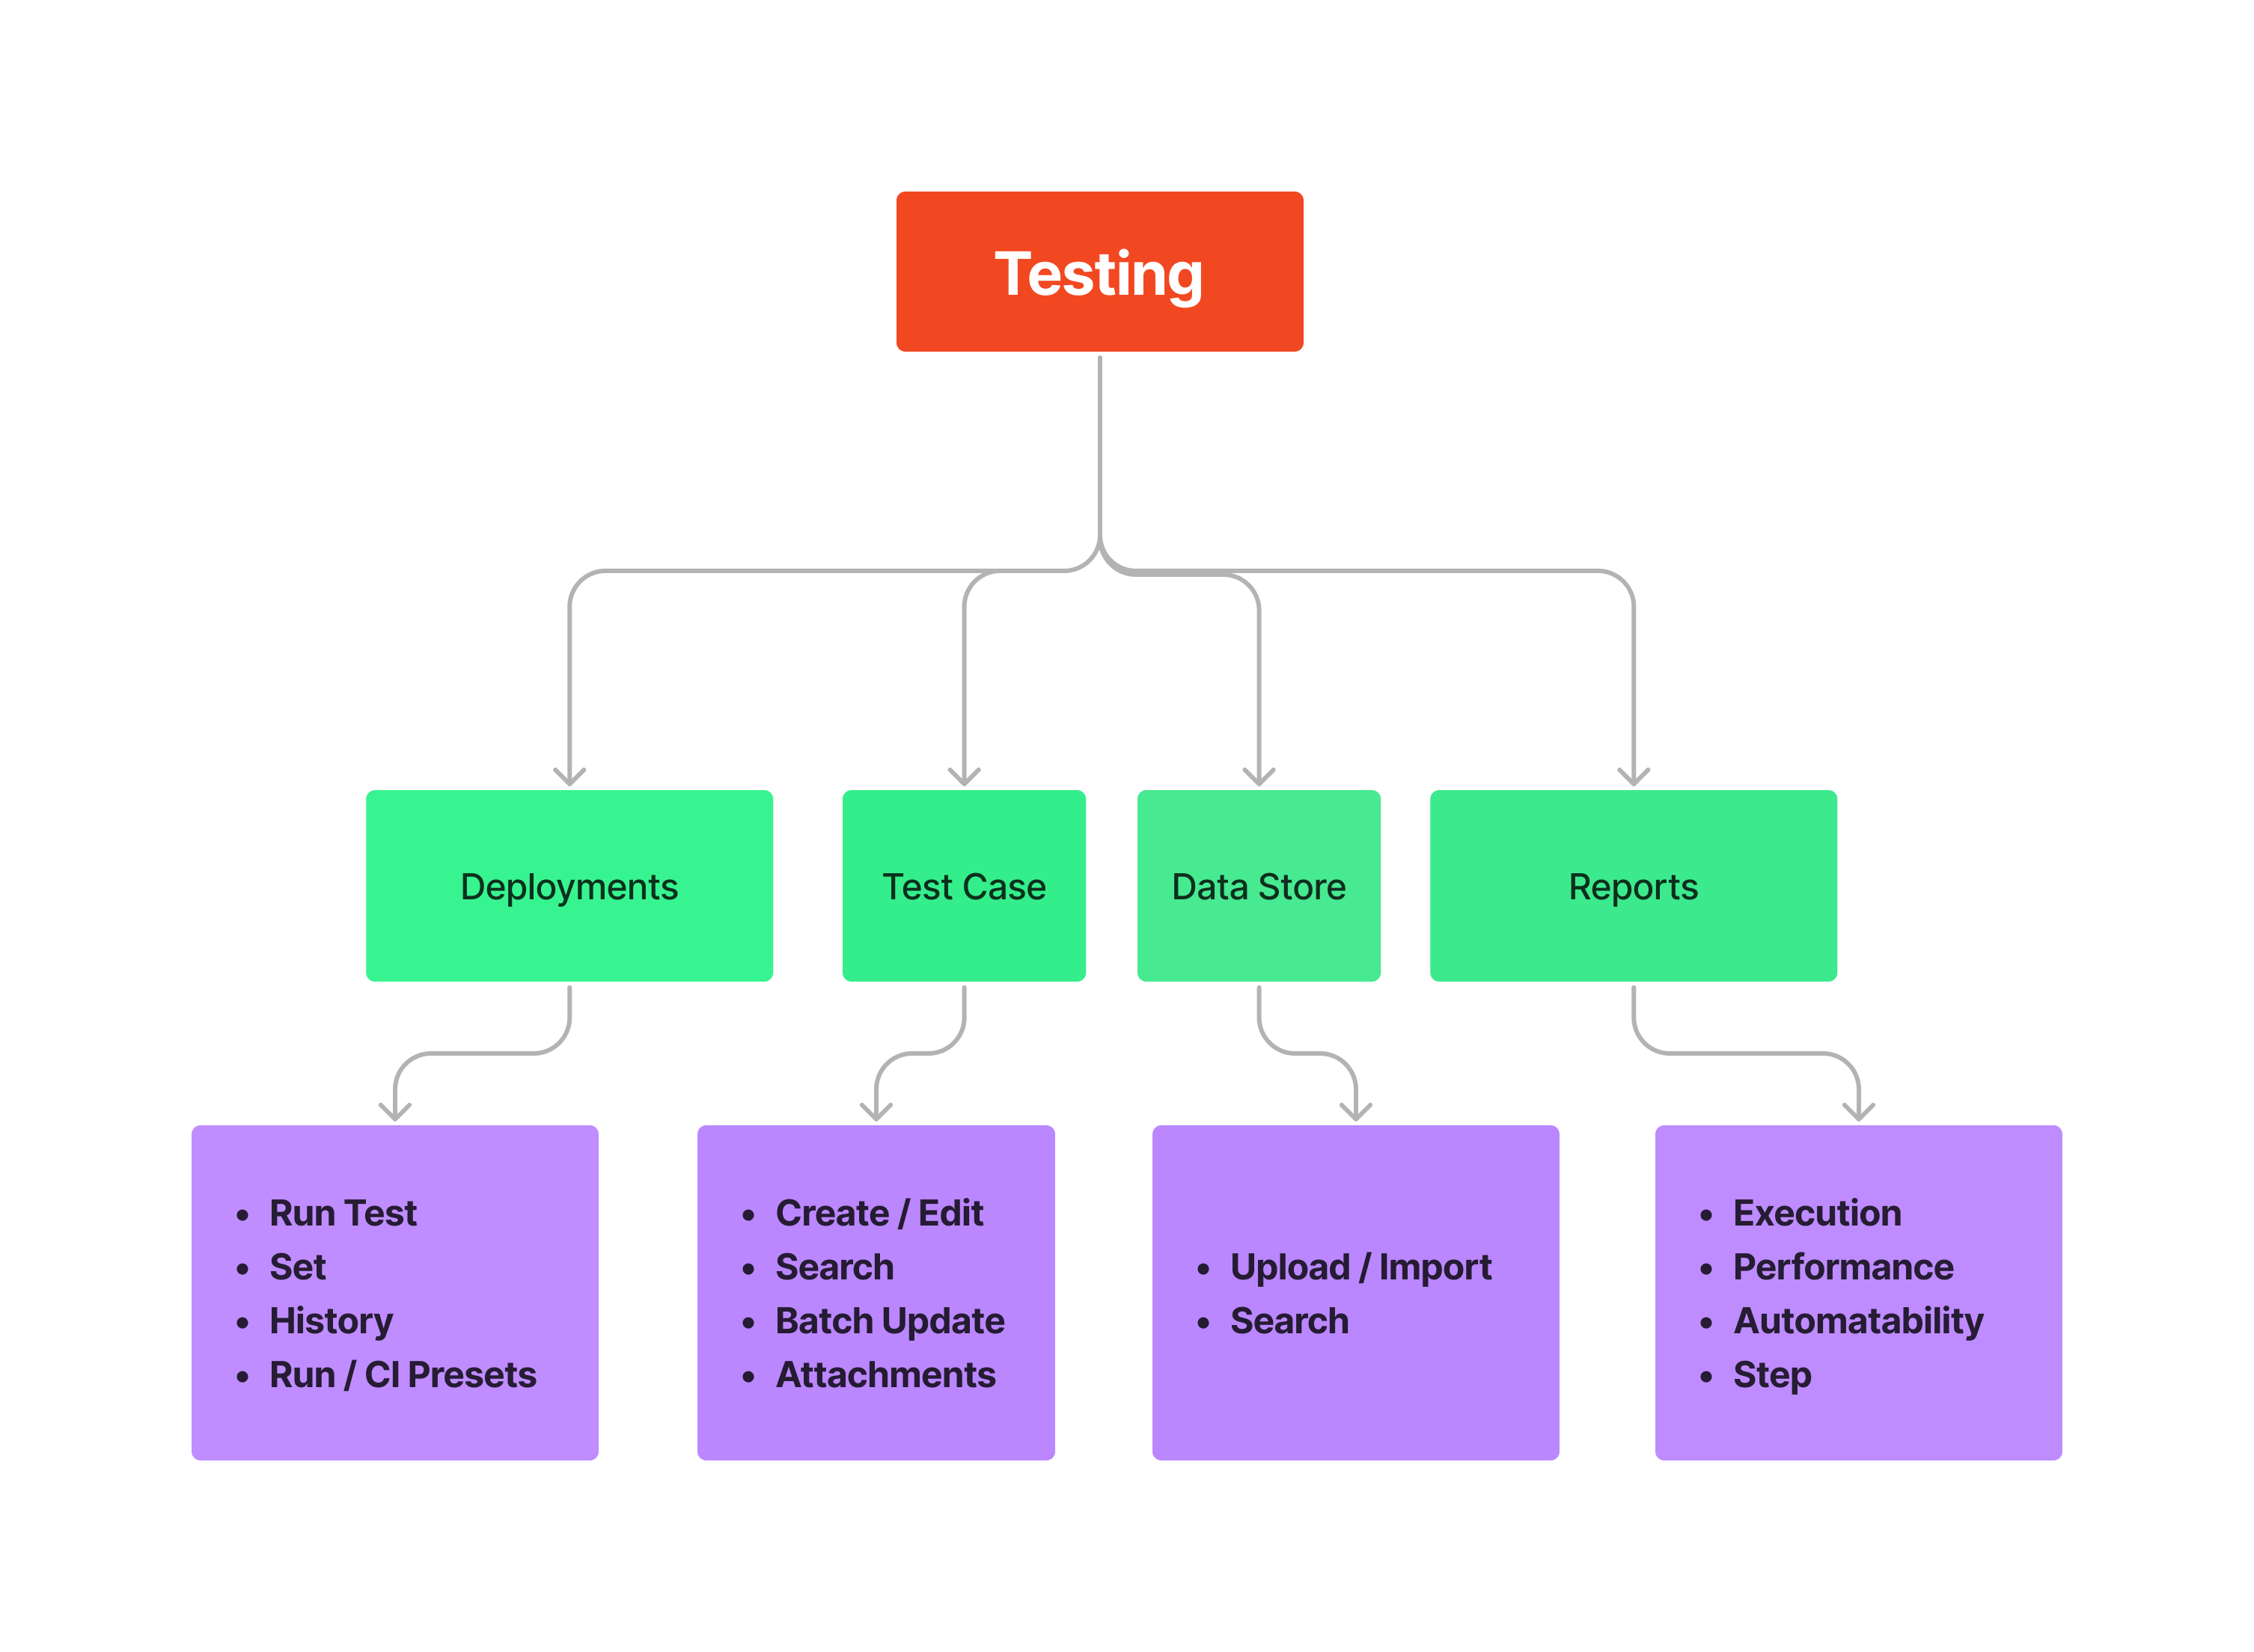 Testing
Deployments
Test Case
Data Store
Reports
• Run Test
• Set
• History
• Run / CI Presets
• Create / Edit
• Search
• Batch Update
• Attachments
• Upload / Import
• Search
• Execution
• Performance
• Automatability
• Step